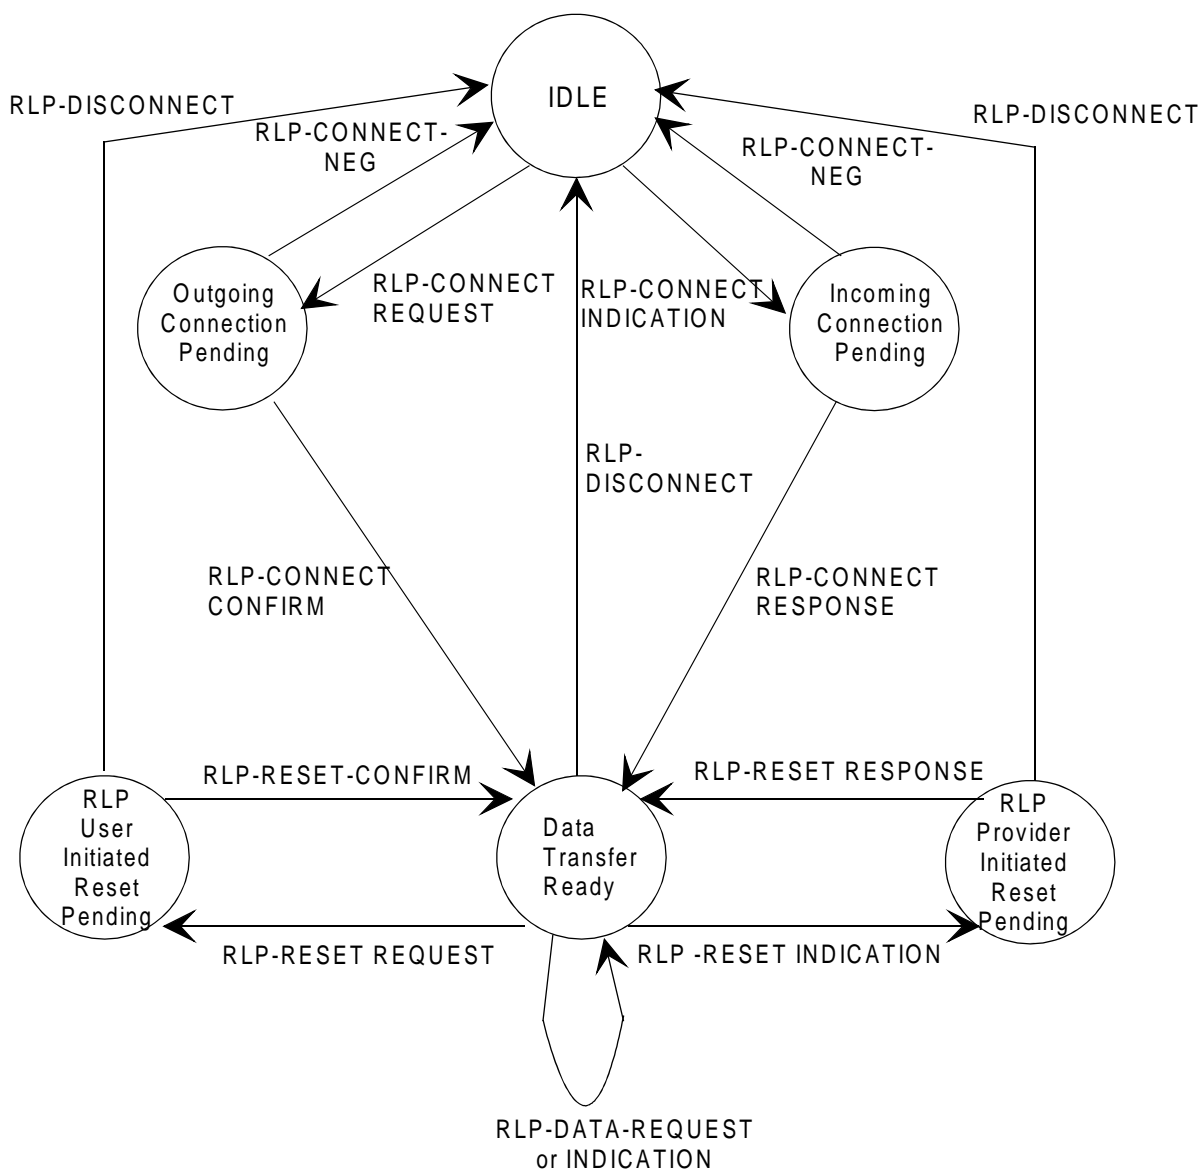 IDLE
RLP-DISCONNECT
RLP-CONNECT-
NEG
RLP-CONNECT-
NEG
RLP-DISCONNECT
Outgoing
Connection
Pending
RLP-CONNECT
REQUEST
RLP-CONNECT
INDICATION
Incoming
Connection
Pending
RLP-
DISCONNECT
RLP-CONNECT
CONFIRM
RLP-CONNECT
RESPONSE
RLP-RESET-CONFIRM
RLP-RESET RESPONSE
RLP
User
Initiated
Reset
Pending
Data
Transfer
Ready
RLP
Provider
Initiated
Reset
Pending
RLP-RESET REQUEST
RLP -RESET INDICATION
RLP-DATA-REQUEST
or INDICATION